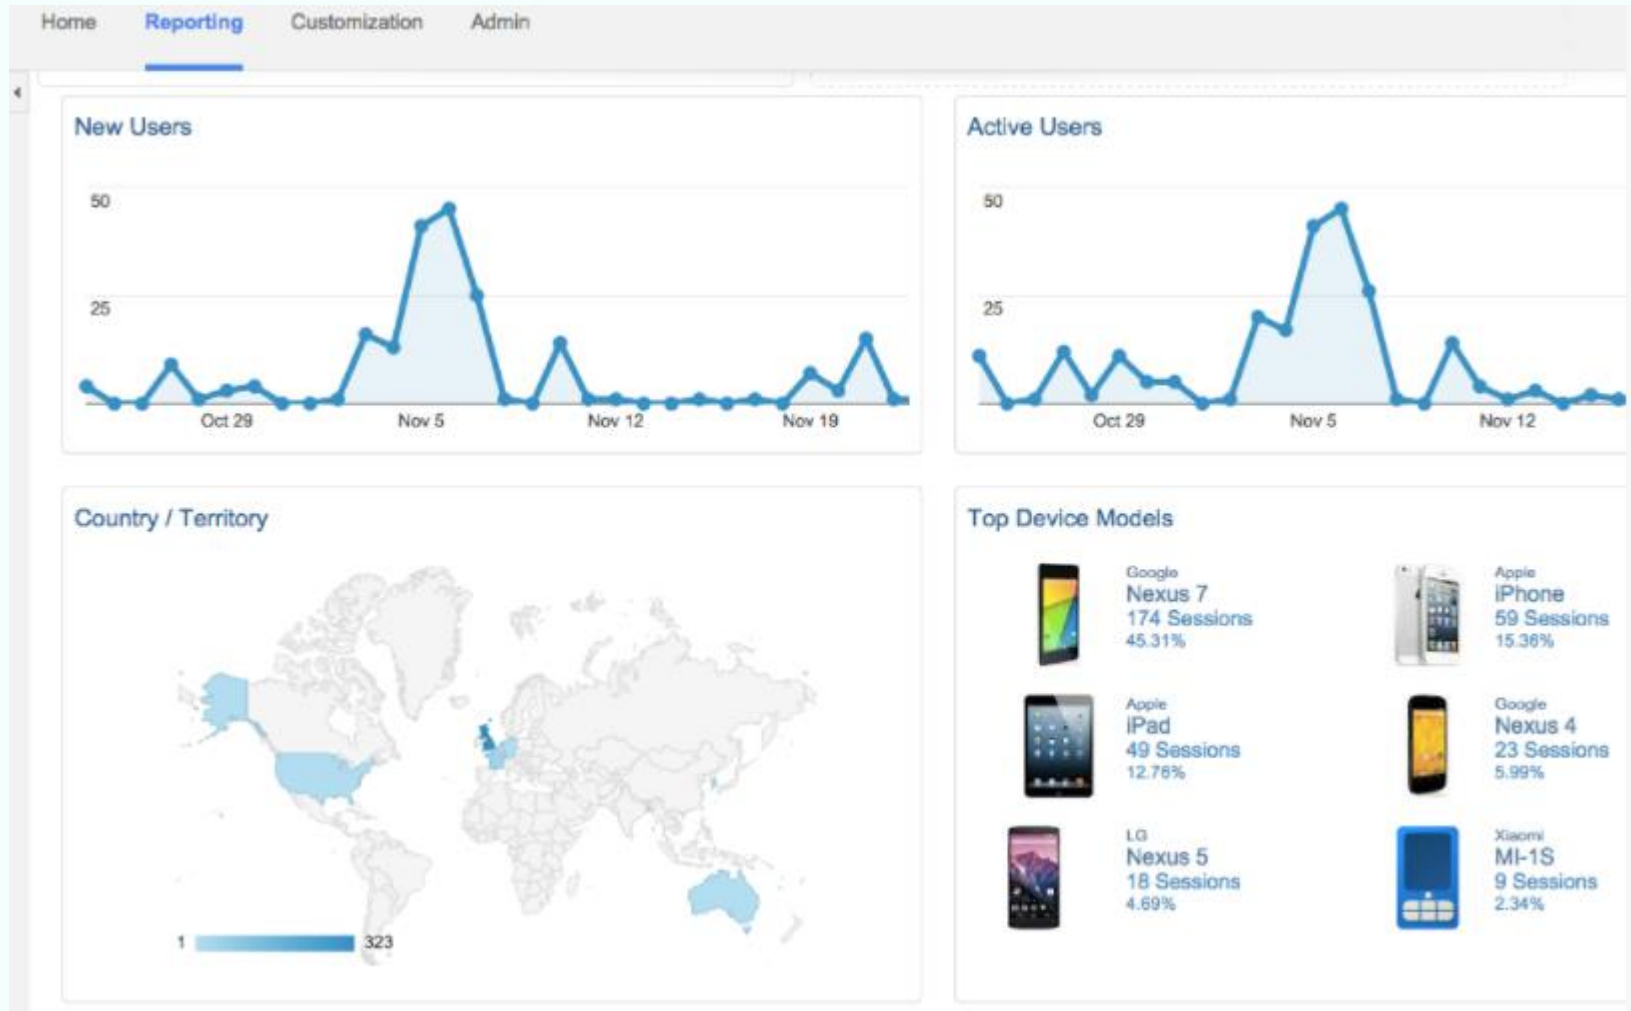 Home Reporting Customization Admin
New Users
50
25
Oct 29 Nov 5 Nov 12 Nov 19
Active Users
50
25
Oct 29 Nov 5 Nov 12
Country / Territory
1 323
Top Device Models
Google
Nexus 7
174 Sessions
45.31%
Apple
iPhone
59 Sessions
15.36%
Apple
iPad
49 Sessions
12.76%
Google
Nexus 4
23 Sessions
5.99%
LG
Nexus 5
18 Sessions
4.69%
Xiaomi
MI-1S
9 Sessions
2.34%